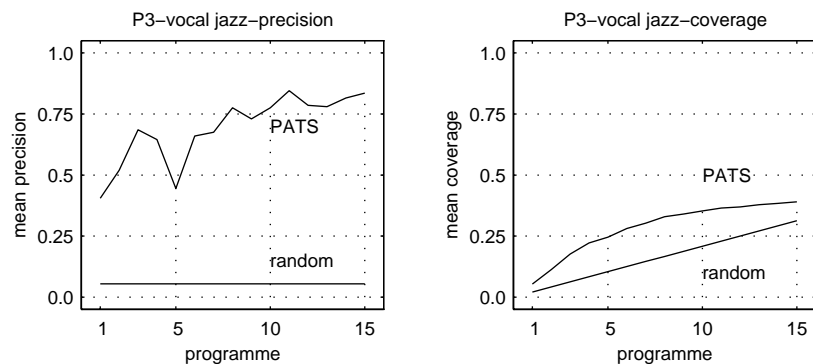 P3−vocal jazz−precision
1.0
0.75
0.5
0.25
0.0
mean precision
PATS
random
1 5 10 15
programme
P3−vocal jazz−coverage
1.0
0.75
0.5
0.25
0.0
mean coverage
PATS
random
1 5 10 15
programme